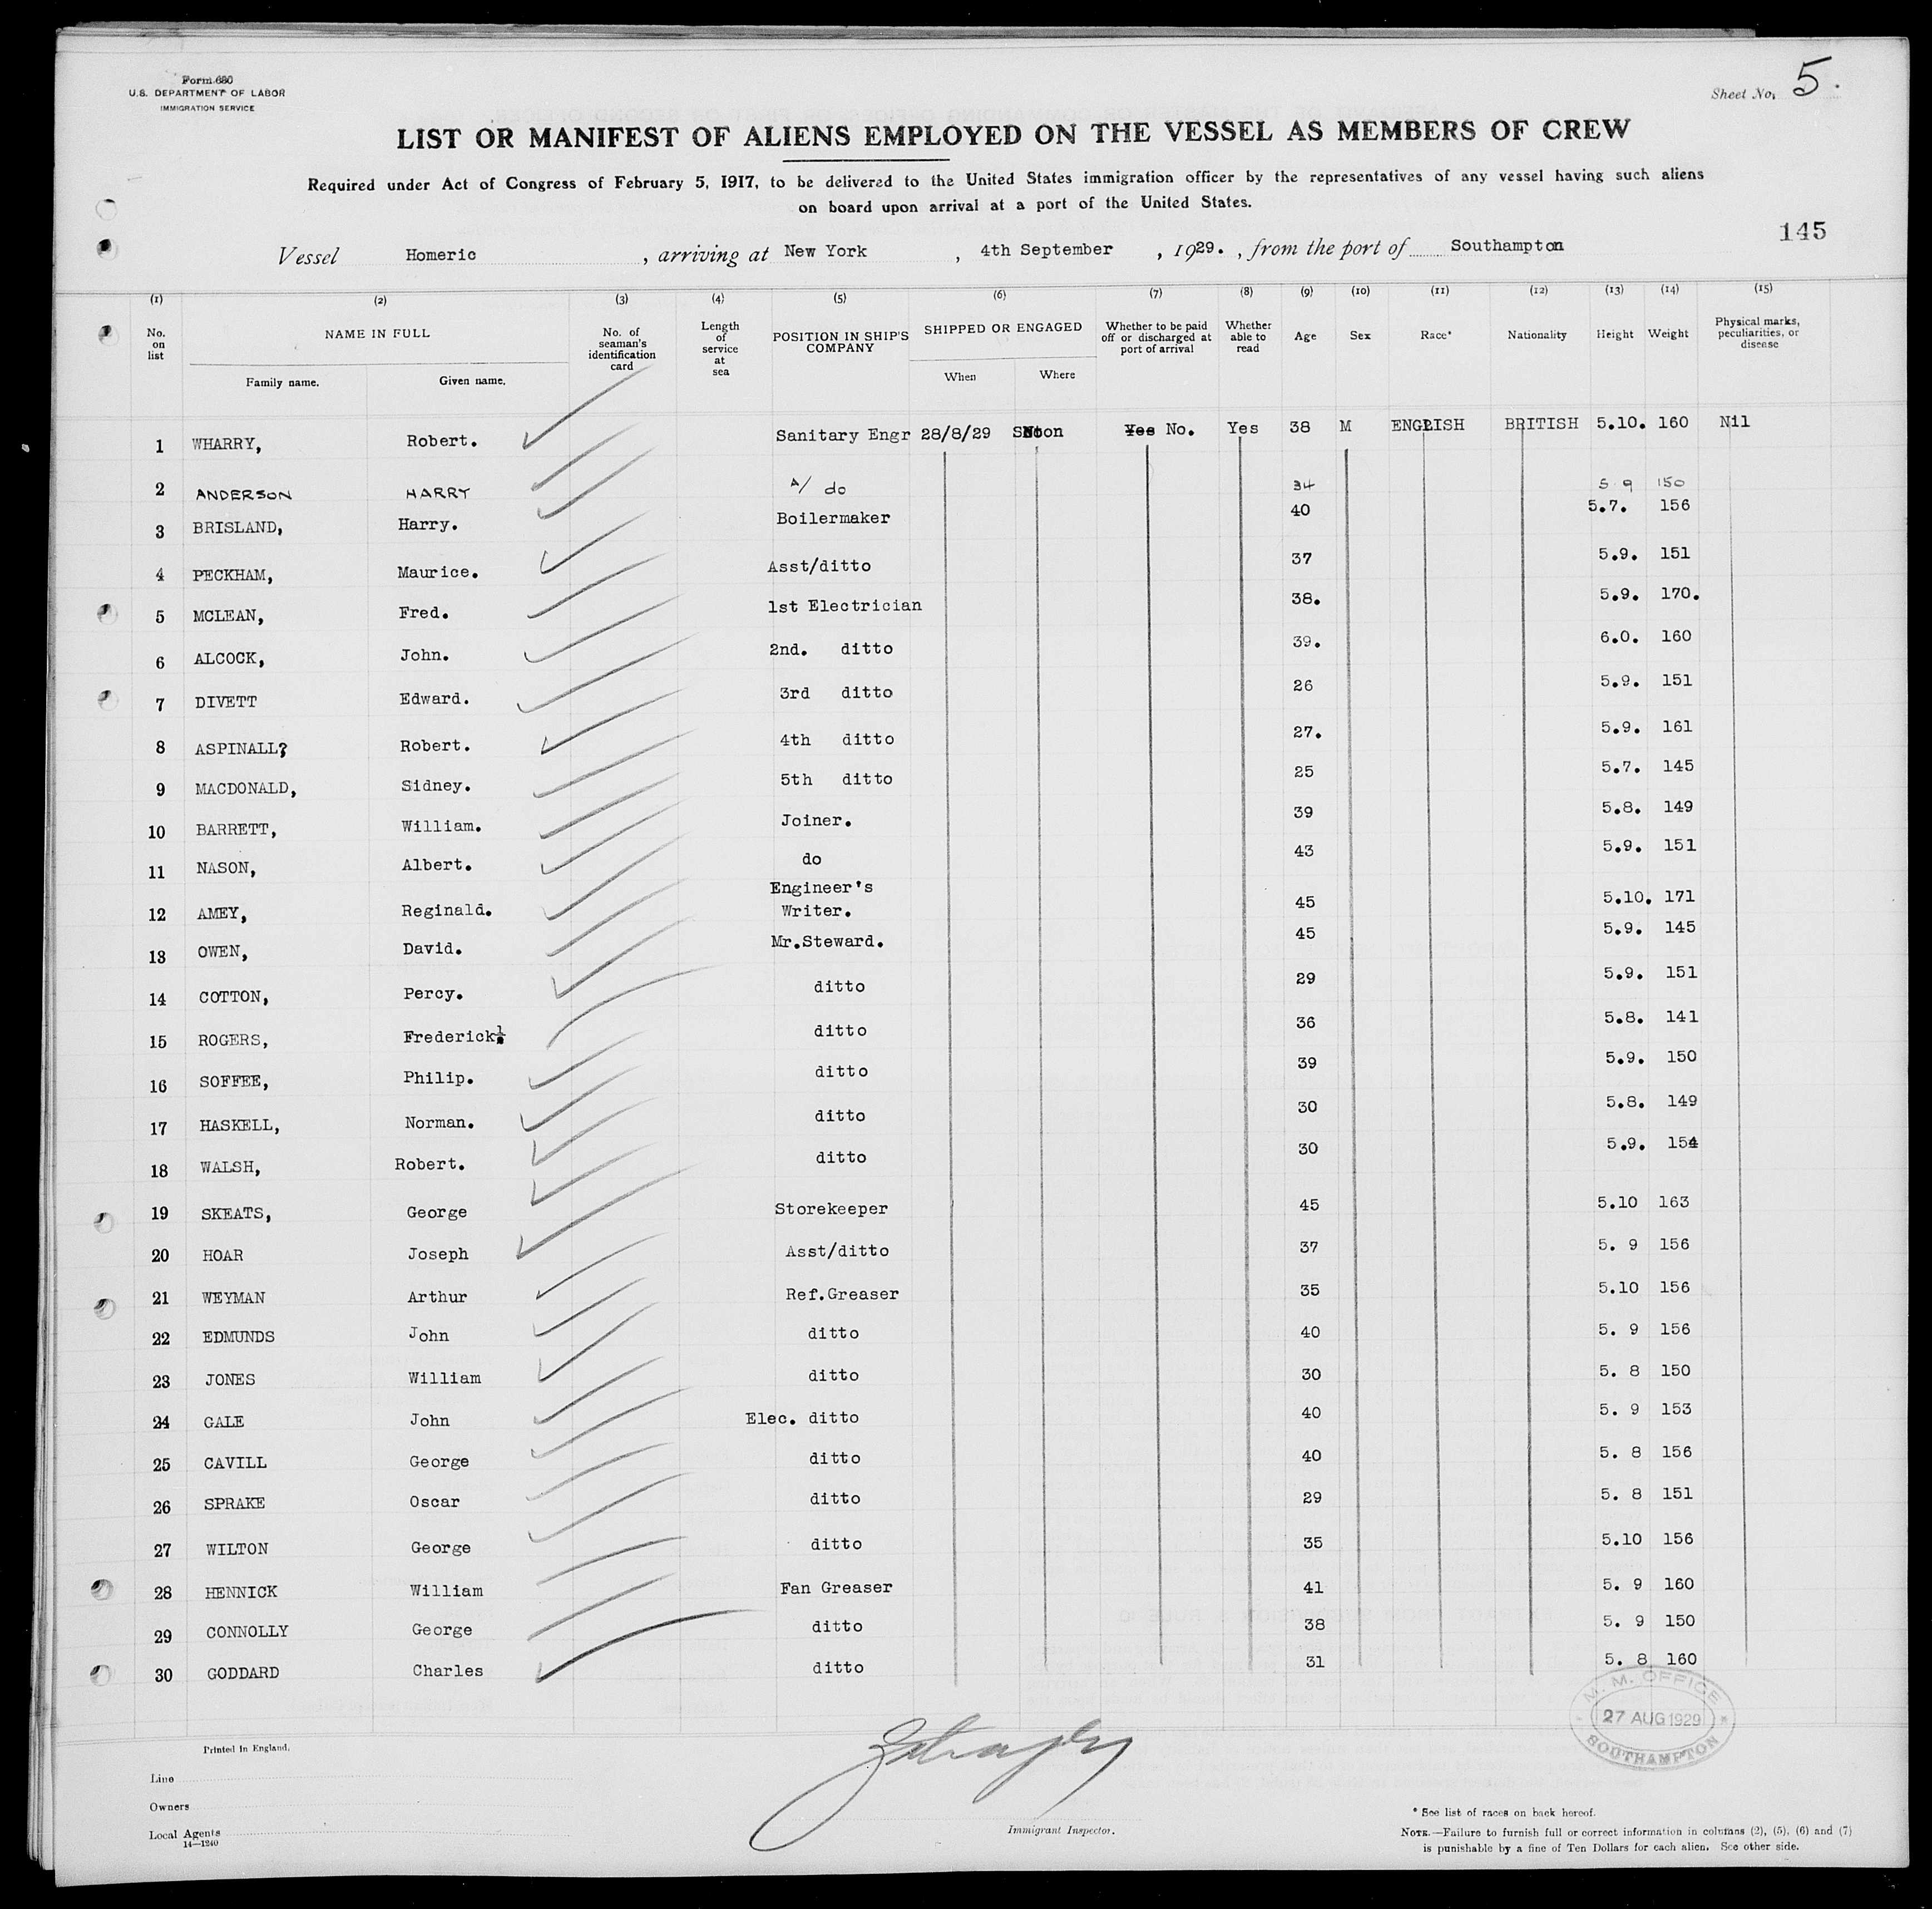 Form 680
U.S. DEPARTMENT OF LABOR
IMMIGRATION SERVICE
Sheet No. 5.
LIST OR MANIFEST OF ALIENS EMPLOYED ON THE VESSEL AS MEMBERS OF CREW
Required under Act of Congress of February 5, 1917, to be delivered to the United States immigration officer by the representatives of any vessel having such aliens
on board upon arrival at a port of the United States.
145
Vessel Homeric , arriving at New York , 4th September , 1929. , from the port of Southampton
(1) (2) (3) (4) (5) (6) (7) (8) (9) (10) (11) (12) (13) (14) (15)
No. on list NAME IN FULL No. of seaman's identification card Length of service at sea POSITION IN SHIP'S COMPANY SHIPPED OR ENGAGED Whether to be paid off or discharged at port of arrival Whether able to read Age Sex Race* Nationality Height Weight Physical marks, peculiarities, or disease
Family name. Given name. When Where
1 WHARRY, Robert. Sanitary Engr 28/8/29 Soton Yes No. Yes 38 M ENGLISH BRITISH 5.10. 160 Nil
2 ANDERSON HARRY A/ do 34 5 9 150
3 BRISLAND, Harry. Boilermaker 40 5.7. 156
4 PECKHAM, Maurice. Asst/ditto 37 5.9. 151
5 MCLEAN, Fred. 1st Electrician 38. 5.9. 170.
6 ALCOCK, John. 2nd. ditto 39. 6.0. 160
7 DIVETT Edward. 3rd ditto 26 5.9. 151
8 ASPINALL? Robert. 4th ditto 27. 5.9. 161
9 MACDONALD, Sidney. 5th ditto 25 5.7. 145
10 BARRETT, William. Joiner. 39 5.8. 149
11 NASON, Albert. do 43 5.9. 151
12 AMEY, Reginald. Engineer's Writer. 45 5.10. 171
13 OWEN, David. Mr.Steward. 45 5.9. 145
14 COTTON, Percy. ditto 29 5.9. 151
15 ROGERS, Frederick. ditto 36 5.8. 141
16 SOFFEE, Philip. ditto 39 5.9. 150
17 HASKELL, Norman. ditto 30 5.8. 149
18 WALSH, Robert. ditto 30 5.9. 154
19 SKEATS, George Storekeeper 45 5.10 163
20 HOAR Joseph Asst/ditto 37 5. 9 156
21 WEYMAN Arthur Ref.Greaser 35 5.10 156
22 EDMUNDS John ditto 40 5. 9 156
23 JONES William ditto 30 5. 8 150
24 GALE John Elec. ditto 40 5. 9 153
25 CAVILL George ditto 40 5. 8 156
26 SPRAKE Oscar ditto 29 5. 8 151
27 WILTON George ditto 35 5.10 156
28 HENNICK William Fan Greaser 41 5. 9 160
29 CONNOLLY George ditto 38 5. 9 150
30 GODDARD Charles ditto 31 5. 8 160
M. M. OFFICE
27 AUG 1929
SOUTHAMPTON
Printed in England.
Line
Owners
Local Agents
14—1240
Immigrant Inspector.
* See list of races on back hereof.
NOTE.—Failure to furnish full or correct information in columns (2), (5), (6) and (7)
is punishable by a fine of Ten Dollars for each alien. See other side.